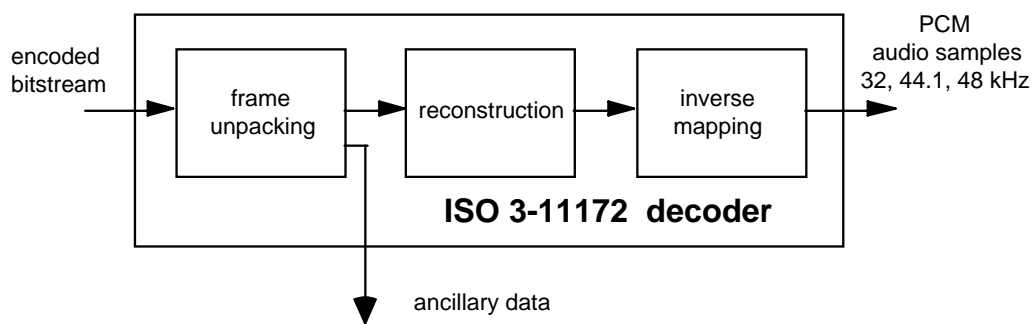 encoded
bitstream
frame
unpacking
reconstruction
inverse
mapping
PCM
audio samples
32, 44.1, 48 kHz
ISO 3-11172 decoder
ancillary data